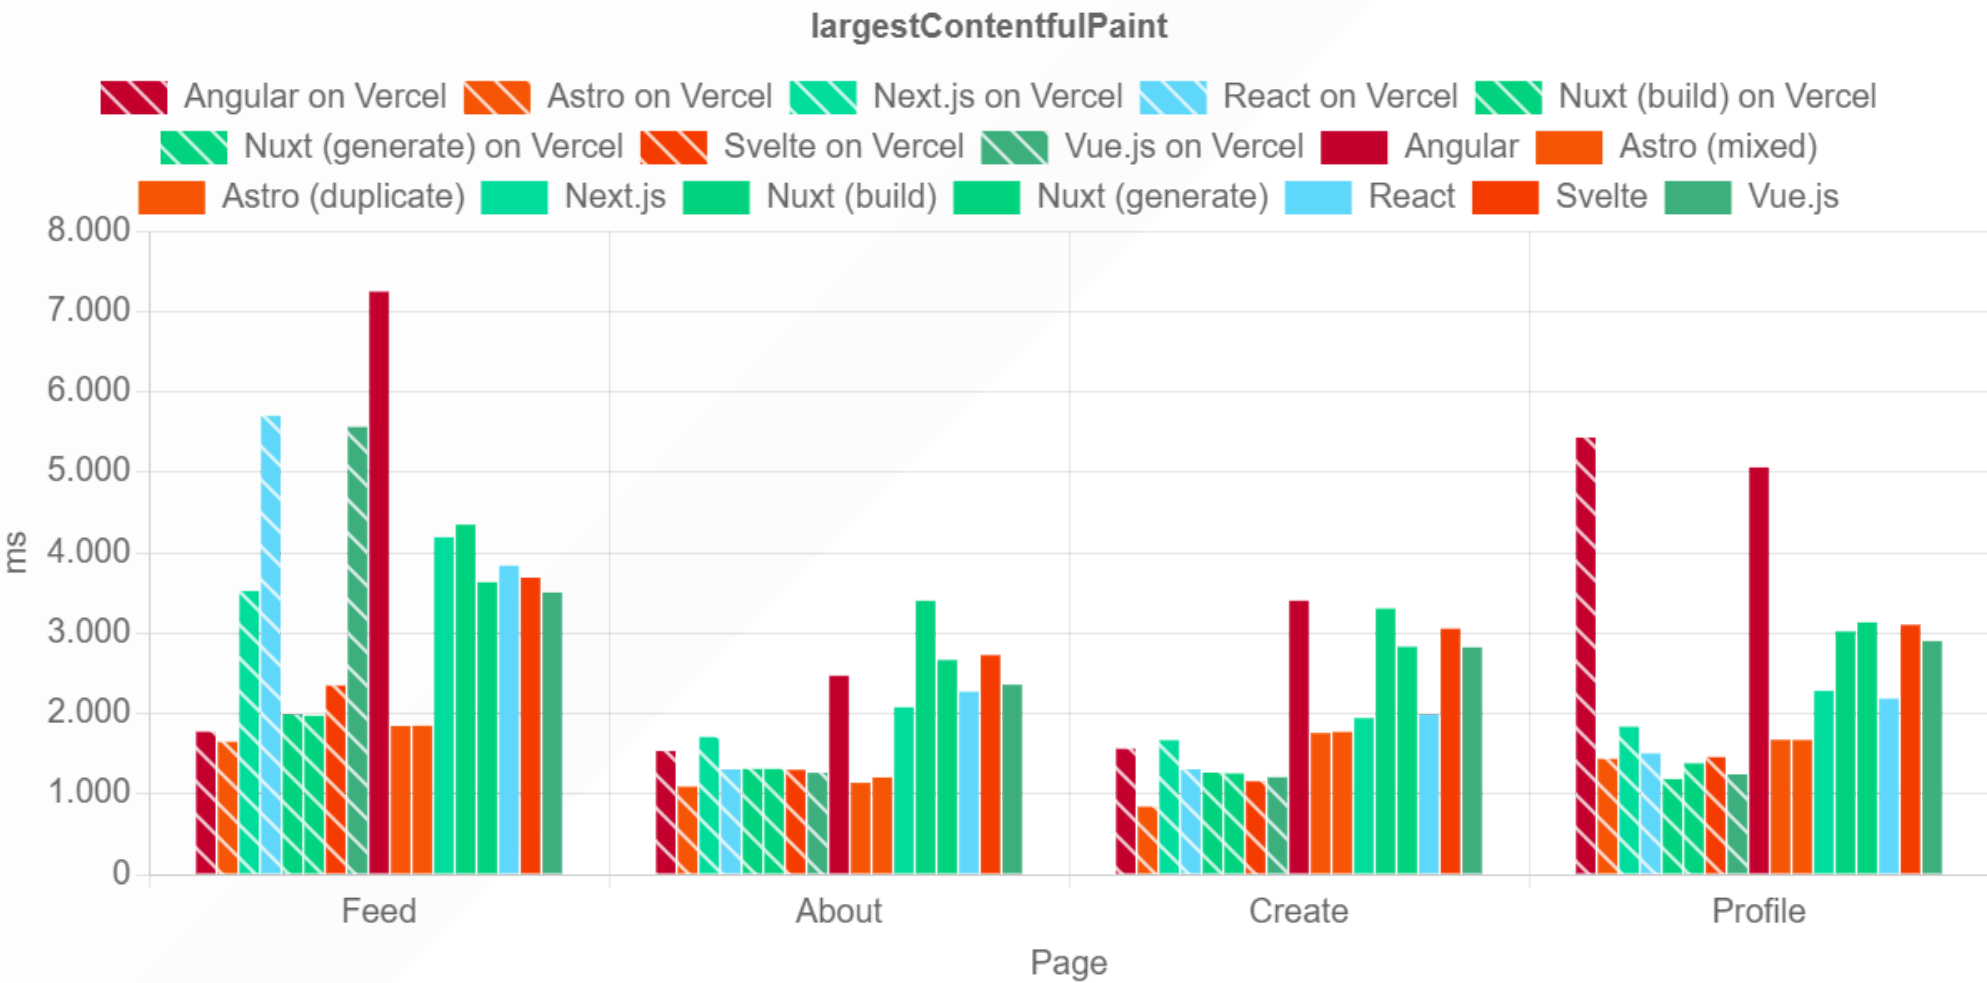 largestContentfulPaint
Angular on Vercel Astro on Vercel Next.js on Vercel React on Vercel Nuxt (build) on Vercel
Nuxt (generate) on Vercel Svelte on Vercel Vue.js on Vercel Angular Astro (mixed)
Astro (duplicate) Next.js Nuxt (build) Nuxt (generate) React Svelte Vue.js
8.000
7.000
6.000
5.000
4.000
3.000
2.000
1.000
0
ms
Feed About Create Profile
Page